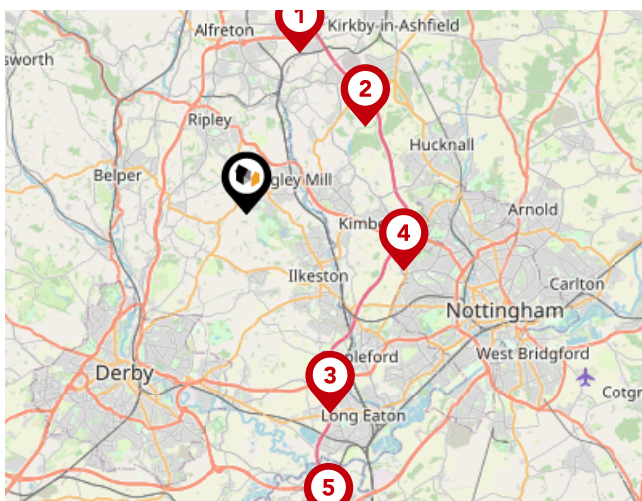 1
Kirkby-in-Ashfield
Alfreton
sworth
2
Ripley
Hucknall
Belper
gley Mill
Arnold
Kimbe
4
Ilkeston
Carlton
Nottingham
West Bridgford
pleford
Derby
3
Cotgr
Long Eaton
5